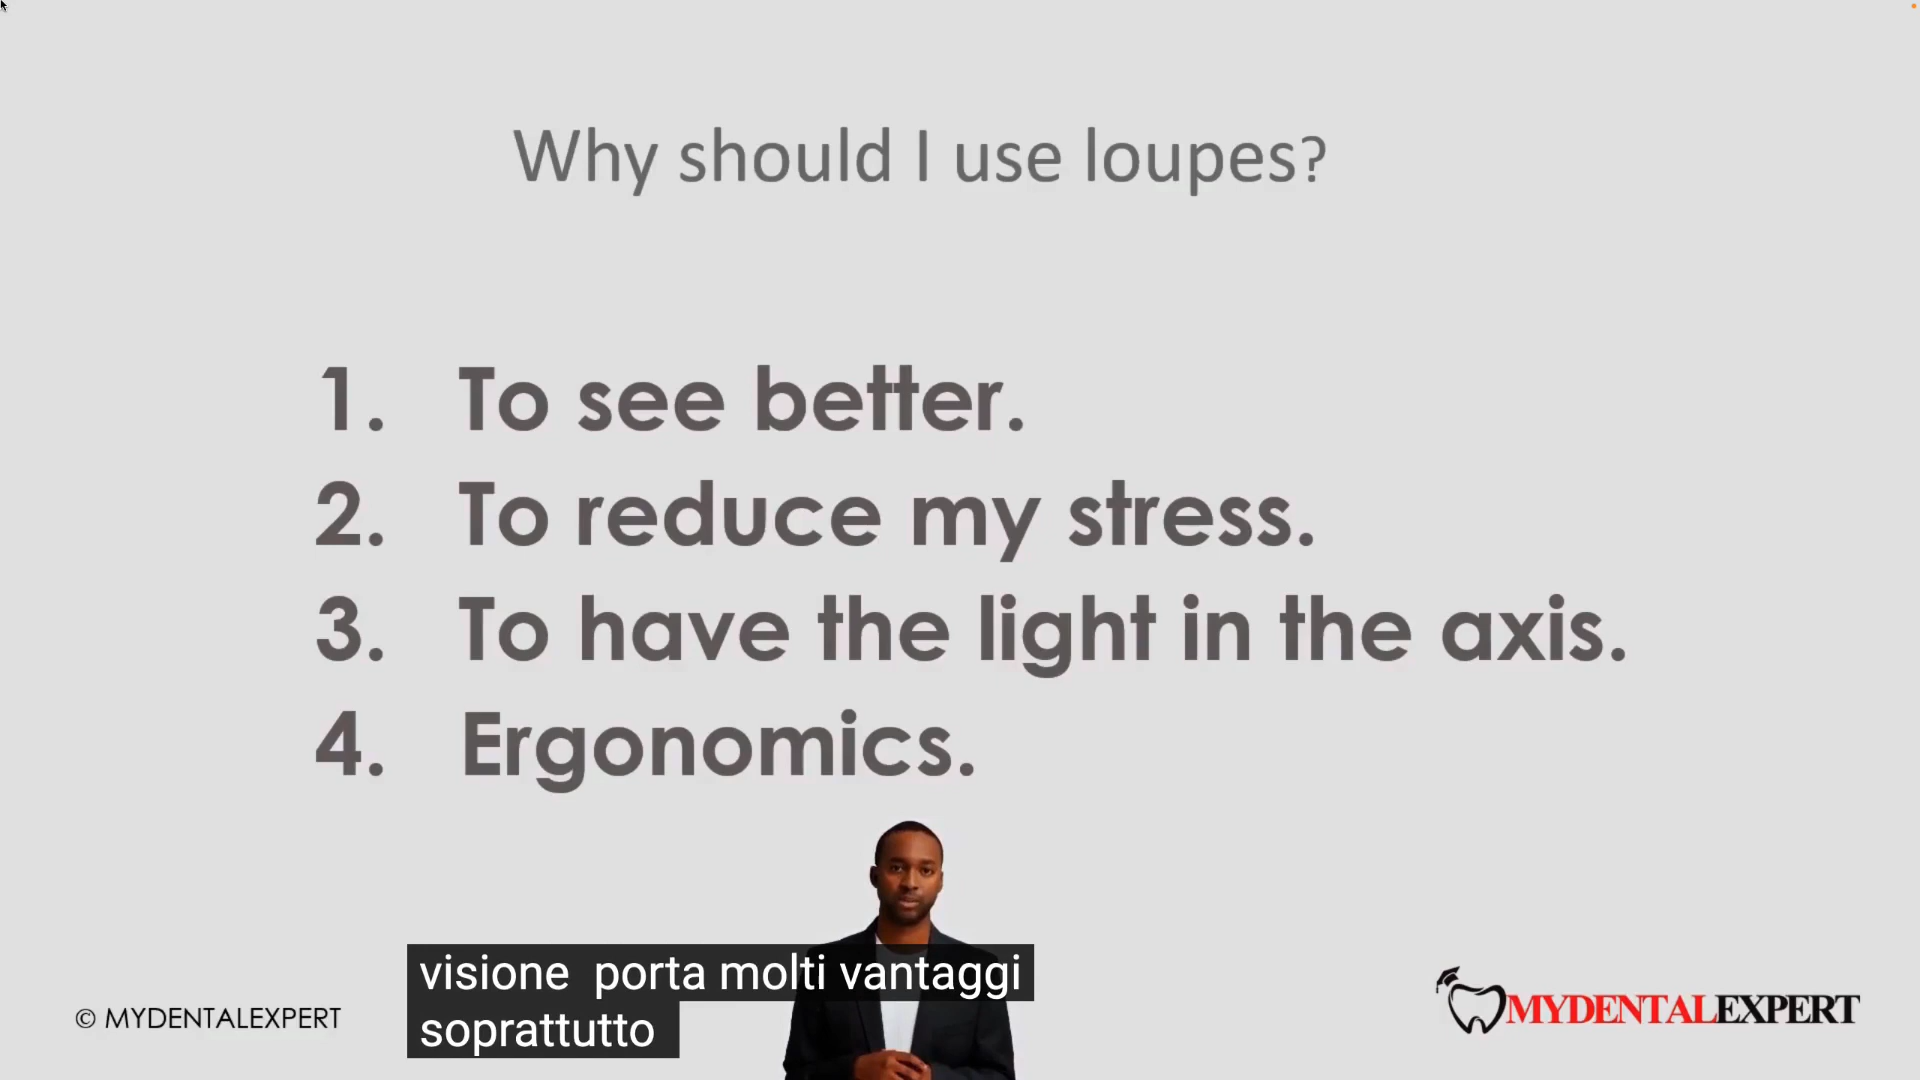 Why should I use loupes?
1. To see better.
2. To reduce my stress.
3. To have the light in the axis.
4. Ergonomics.
visione  porta molti vantaggi
soprattutto
© MYDENTALEXPERT
MYDENTALEXPERT